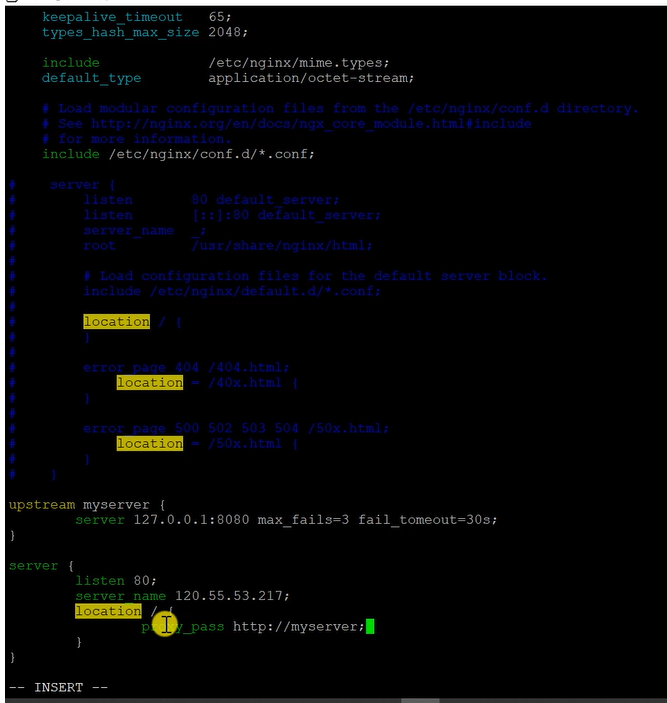 keepalive_timeout   65;
types_hash_max_size 2048;
include             /etc/nginx/mime.types;
default_type        application/octet-stream;
# Load modular configuration files from the /etc/nginx/conf.d directory.
# See http://nginx.org/en/docs/ngx_core_module.html#include
# for more information.
include /etc/nginx/conf.d/*.conf;
#    server {
#        listen       80 default_server;
#        listen       [::]:80 default_server;
#        server_name  _;
#        root         /usr/share/nginx/html;
#
#        # Load configuration files for the default server block.
#        include /etc/nginx/default.d/*.conf;
#
#        location / {
#        }
#
#        error_page 404 /404.html;
#            location = /40x.html {
#        }
#
#        error_page 500 502 503 504 /50x.html;
#            location = /50x.html {
#        }
#    }
upstream myserver {
        server 127.0.0.1:8080 max_fails=3 fail_tomeout=30s;
}
server {
        listen 80;
        server_name 120.55.53.217;
        location / {
                proxy_pass http://myserver;
        }
}
-- INSERT --